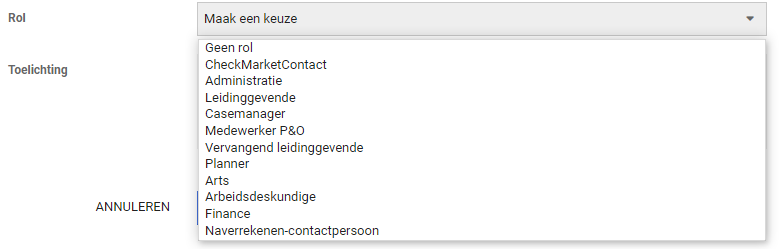 Rol
Maak een keuze
Geen rol
CheckMarketContact
Toelichting
Administratie
Leidinggevende
Casemanager
Medewerker P&O
Vervangend leidinggevende
Planner
Arts
Arbeidsdeskundige
ANNULEREN
Finance
Naverrekenen-contactpersoon